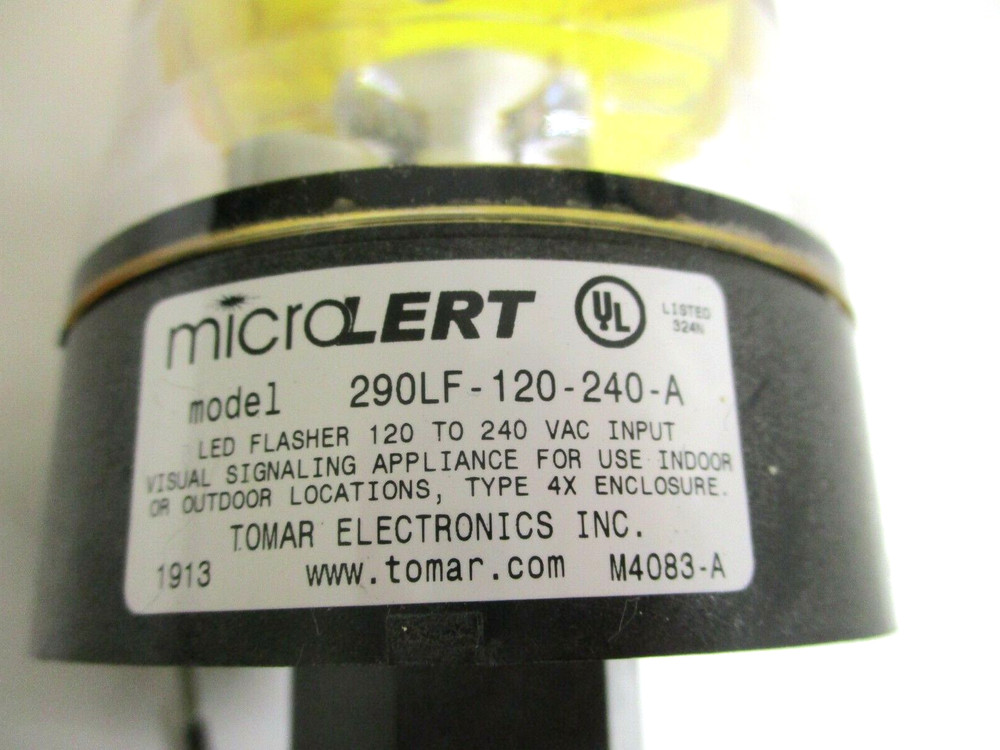 microLERT
UL
LISTED
324N
model 290LF-120-240-A
LED FLASHER 120 TO 240 VAC INPUT
VISUAL SIGNALING APPLIANCE FOR USE INDOOR
OR OUTDOOR LOCATIONS, TYPE 4X ENCLOSURE.
TOMAR ELECTRONICS INC.
1913 www.tomar.com M4083-A